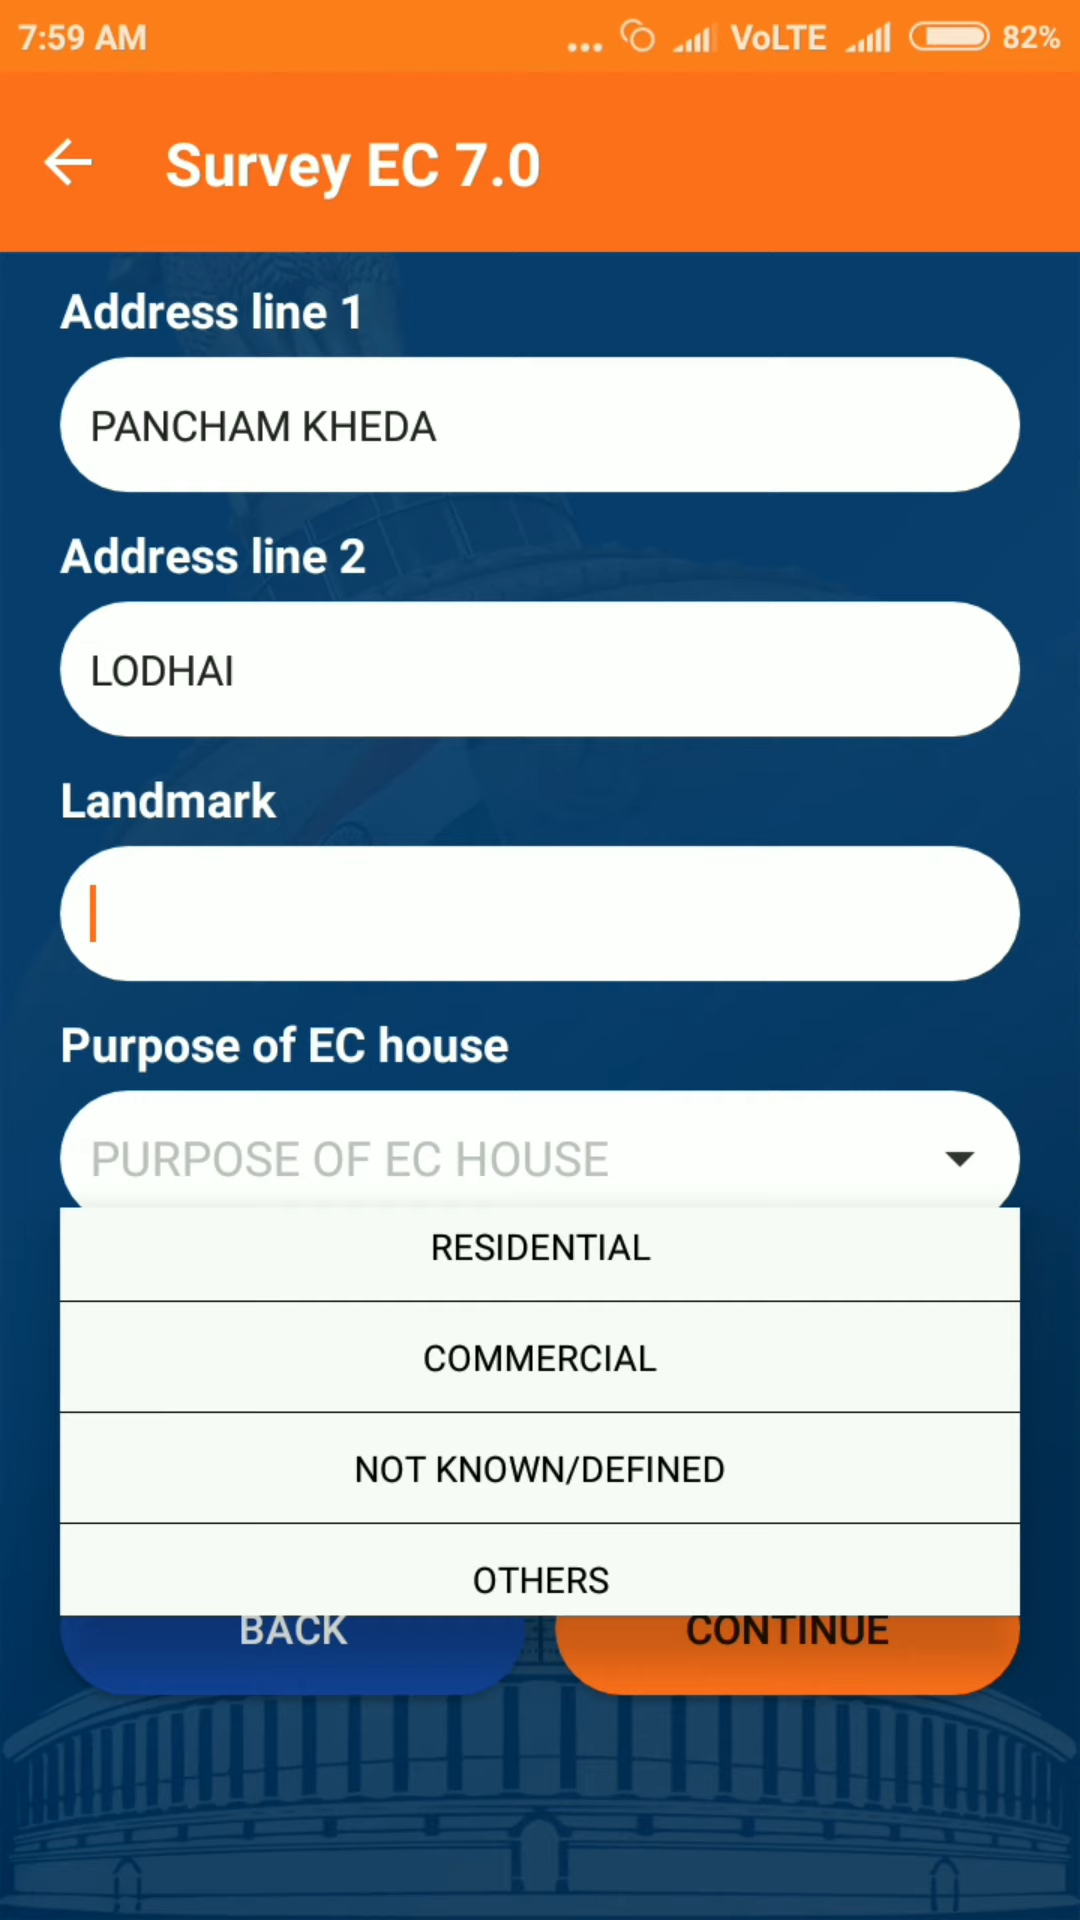 7:59 AM ... VoLTE 82%
Survey EC 7.0
Address line 1
PANCHAM KHEDA
Address line 2
LODHAI
Landmark
Purpose of EC house
PURPOSE OF EC HOUSE
RESIDENTIAL
COMMERCIAL
NOT KNOWN/DEFINED
OTHERS
BACK CONTINUE